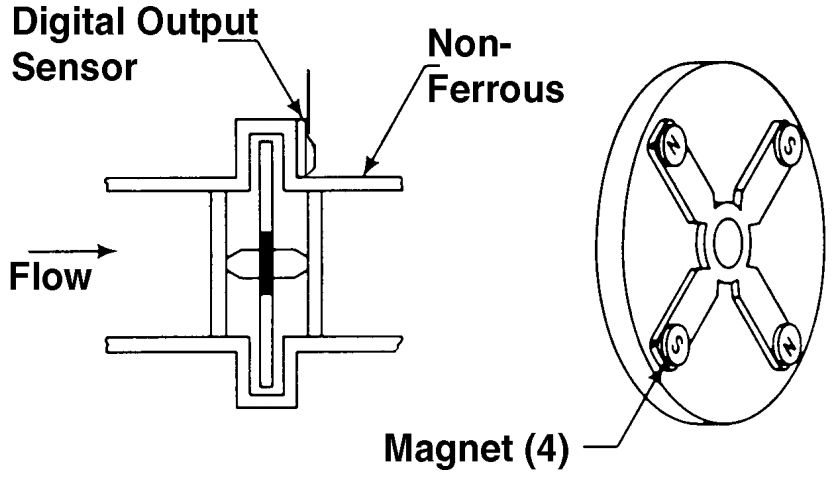 Digital Output
Sensor
Non-
Ferrous
Flow
N
S
S
N
Magnet (4)